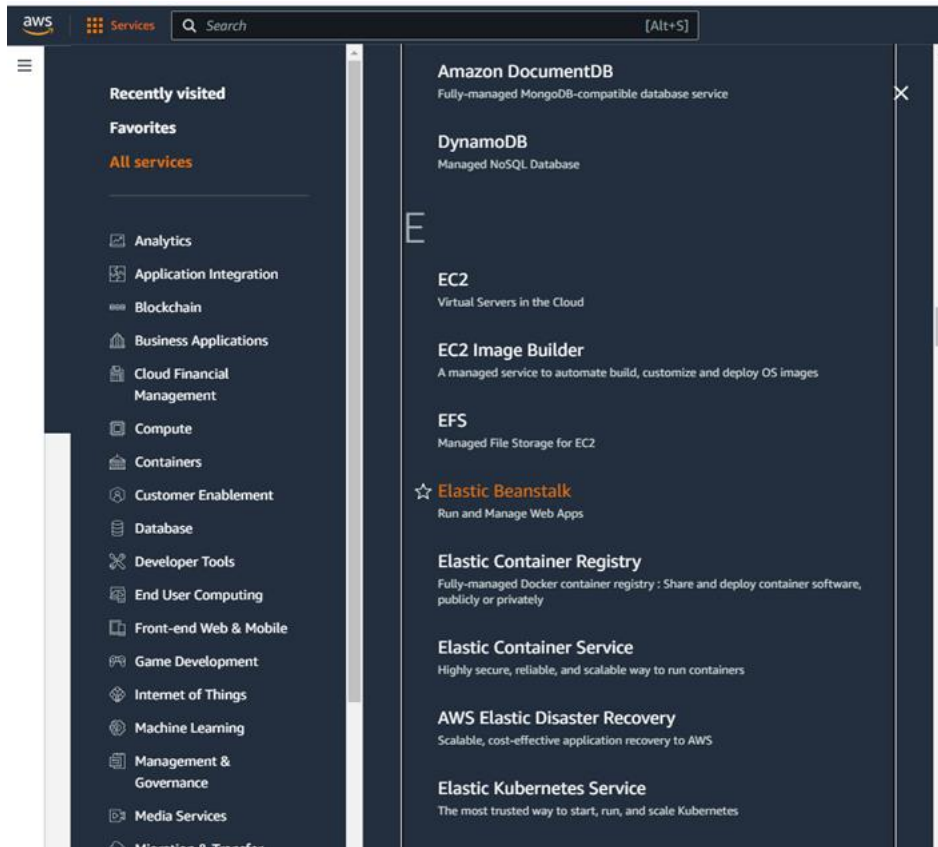 aws
Services
Search
[Alt+S]
Recently visited
Favorites
All services
Analytics
Application Integration
Blockchain
Business Applications
Cloud Financial
Management
Compute
Containers
Customer Enablement
Database
Developer Tools
End User Computing
Front-end Web & Mobile
Game Development
Internet of Things
Machine Learning
Management &
Governance
Media Services
Migration & Transfer
Amazon DocumentDB
Fully-managed MongoDB-compatible database service
DynamoDB
Managed NoSQL Database
E
EC2
Virtual Servers in the Cloud
EC2 Image Builder
A managed service to automate build, customize and deploy OS images
EFS
Managed File Storage for EC2
Elastic Beanstalk
Run and Manage Web Apps
Elastic Container Registry
Fully-managed Docker container registry : Share and deploy container software,
publicly or privately
Elastic Container Service
Highly secure, reliable, and scalable way to run containers
AWS Elastic Disaster Recovery
Scalable, cost-effective application recovery to AWS
Elastic Kubernetes Service
The most trusted way to start, run, and scale Kubernetes